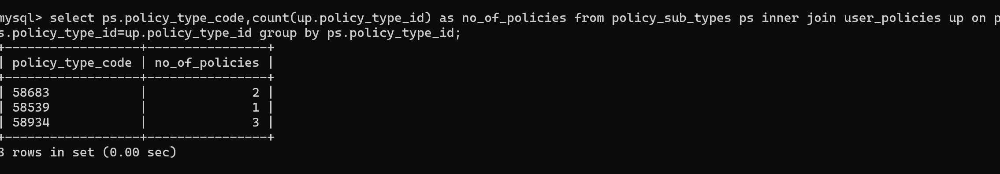 mysql> select ps.policy_type_code,count(up.policy_type_id) as no_of_policies from policy_sub_types ps inner join user_policies up on p
s.policy_type_id=up.policy_type_id group by ps.policy_type_id;
+------------------+----------------+
| policy_type_code | no_of_policies |
+------------------+----------------+
| 58683            |              2 |
| 58539            |              1 |
| 58934            |              3 |
+------------------+----------------+
3 rows in set (0.00 sec)